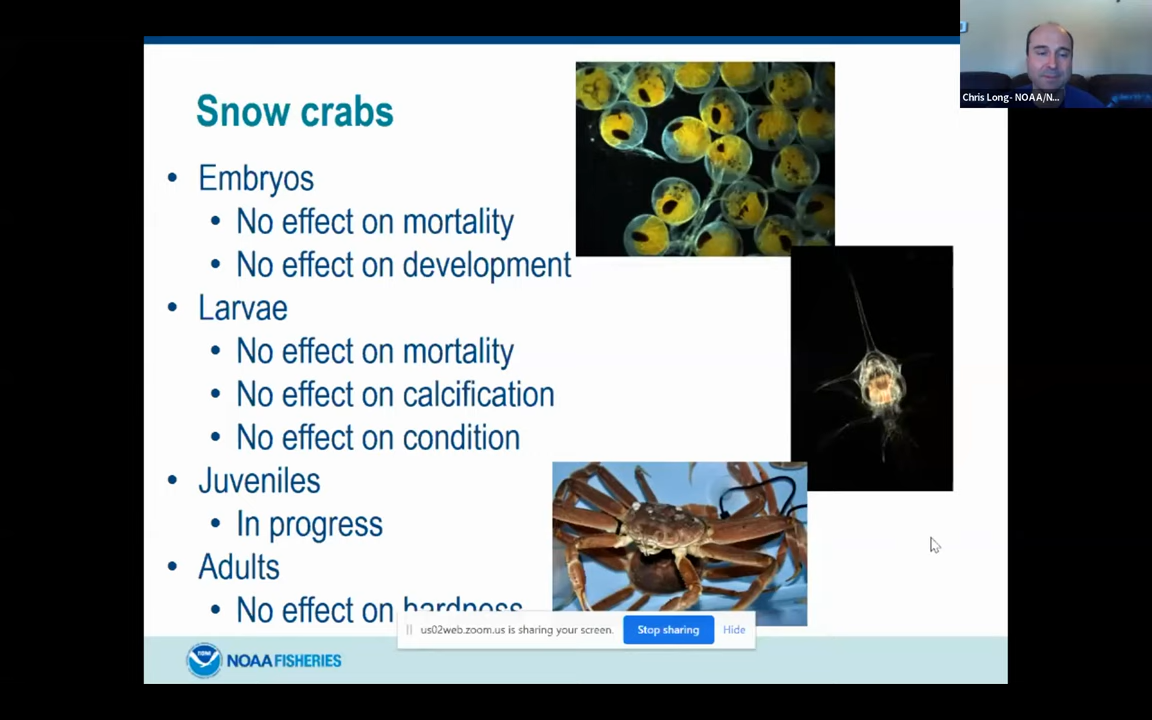 Chris Long- NOAA/N...
Snow crabs
• Embryos
• No effect on mortality
• No effect on development
• Larvae
• No effect on mortality
• No effect on calcification
• No effect on condition
• Juveniles
• In progress
• Adults
• No effect on hardness
us02web.zoom.us is sharing your screen.
Stop sharing
Hide
NOAA FISHERIES